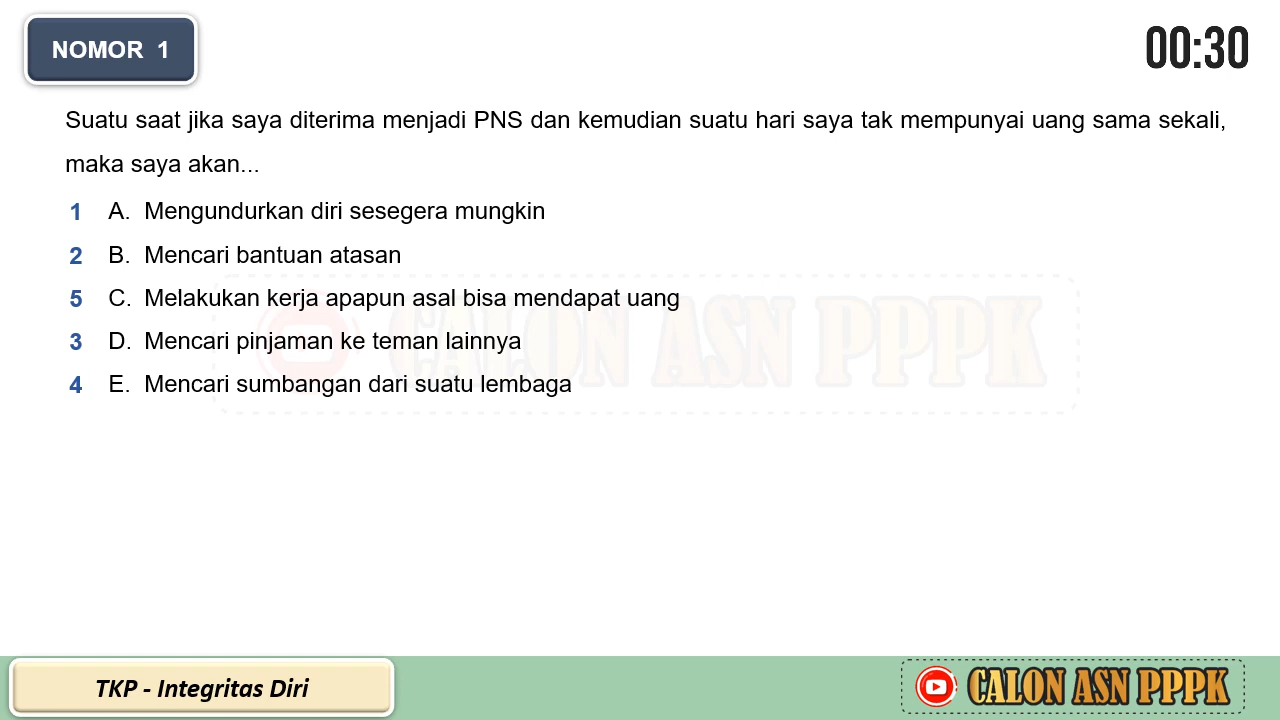 NOMOR 1
00:30
Suatu saat jika saya diterima menjadi PNS dan kemudian suatu hari saya tak mempunyai uang sama sekali,
maka saya akan...
1 A. Mengundurkan diri sesegera mungkin
2 B. Mencari bantuan atasan
5 C. Melakukan kerja apapun asal bisa mendapat uang
3 D. Mencari pinjaman ke teman lainnya
4 E. Mencari sumbangan dari suatu lembaga
CALON ASN PPPK
TKP - Integritas Diri
CALON ASN PPPK